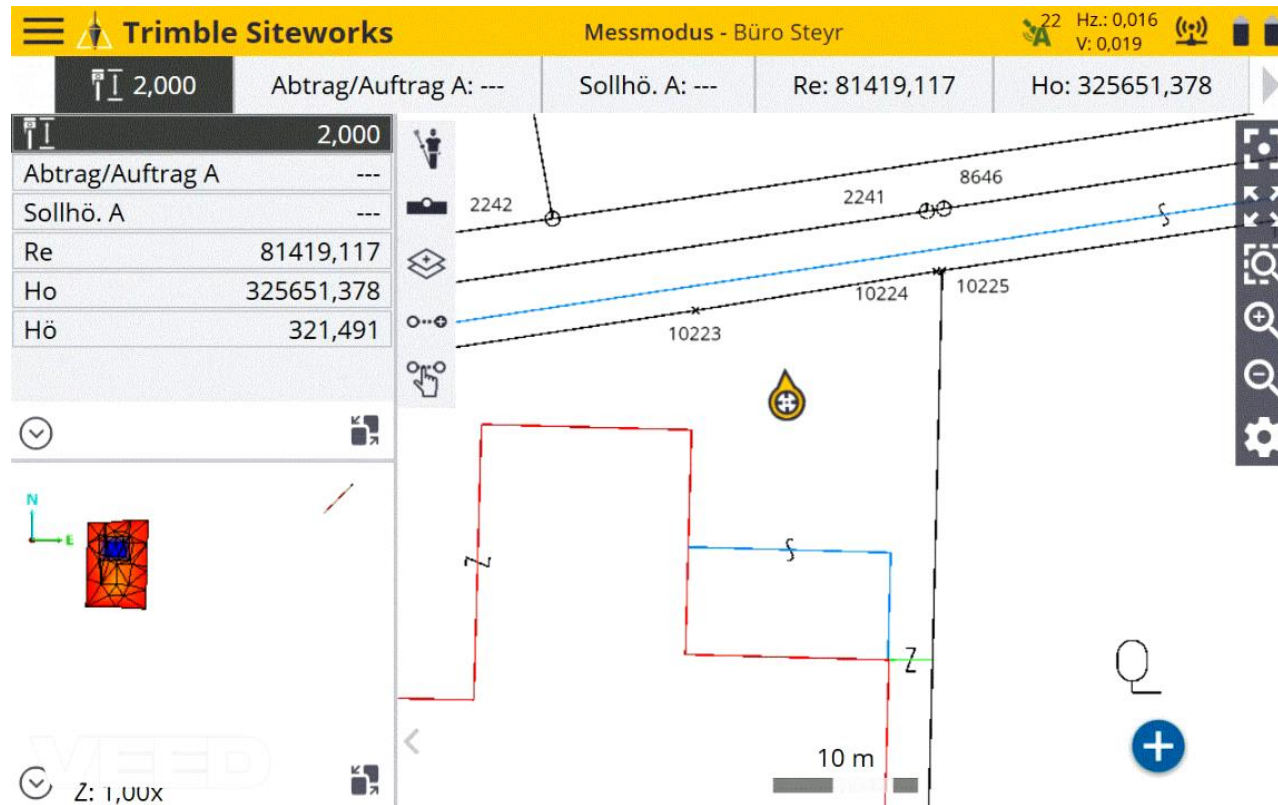 Trimble Siteworks
Messmodus - Büro Steyr
22
Hz.: 0,016
V: 0,019
2,000
Abtrag/Auftrag A: ---
Sollhö. A: ---
Re: 81419,117
Ho: 325651,378
2,000
Abtrag/Auftrag A ---
Sollhö. A ---
Re 81419,117
Ho 325651,378
Hö 321,491
2242
2241
8646
10223
10224
10225
N
E
10 m
VEED
Z: 1,00x